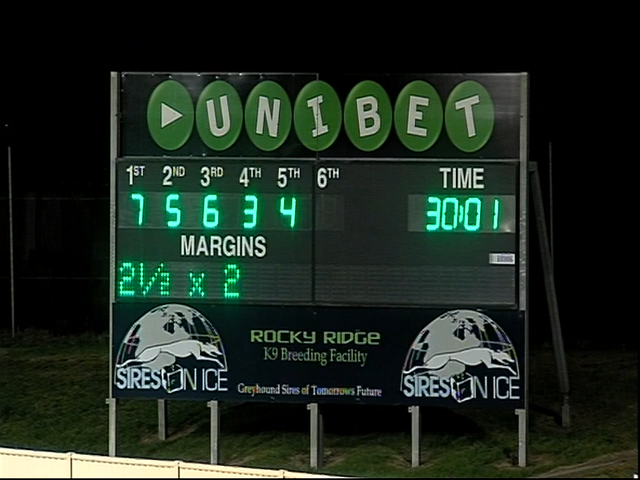 UNIBET
1ST 2ND 3RD 4TH 5TH 6TH TIME
7 5 6 3 4 30:01
MARGINS
2½ x 2
ROCKY RIDGE
K9 Breeding Facility
SIRES ON ICE
Greyhound Sires of Tomorrows Future
SIRES ON ICE